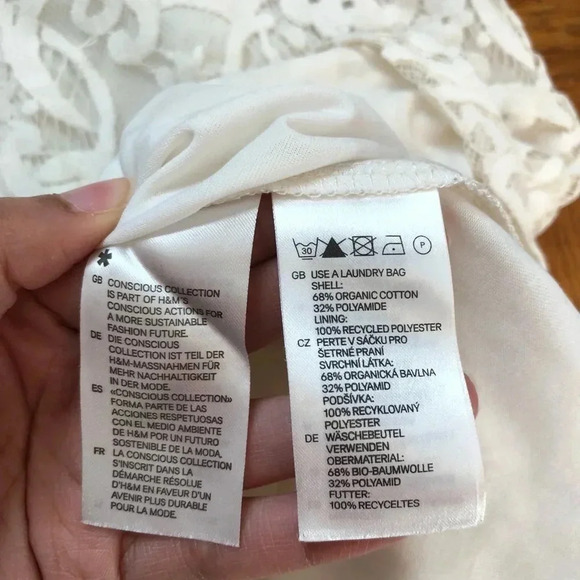 GB CONSCIOUS COLLECTION
IS PART OF H&M'S
CONSCIOUS ACTIONS FOR
A MORE SUSTAINABLE
FASHION FUTURE.
DE DIE CONSCIOUS
COLLECTION IST TEIL DER
H&M-MASSNAHMEN FÜR
MEHR NACHHALTIGKEIT
IN DER MODE.
ES «CONSCIOUS COLLECTION»
FORMA PARTE DE LAS
ACCIONES RESPETUOSAS
CON EL MEDIO AMBIENTE
DE H&M POR UN FUTURO
SOSTENIBLE DE LA MODA.
FR LA CONSCIOUS COLLECTION
S'INSCRIT DANS LA
DÉMARCHE RÉSOLUE
D'H&M EN FAVEUR D'UN
AVENIR PLUS DURABLE
POUR LA MODE.
30 P
GB USE A LAUNDRY BAG
SHELL:
68% ORGANIC COTTON
32% POLYAMIDE
LINING:
100% RECYCLED POLYESTER
CZ PERTE V SÁČKU PRO
ŠETRNÉ PRANÍ
SVRCHNÍ LÁTKA:
68% ORGANICKÁ BAVLNA
32% POLYAMID
PODŠÍVKA:
100% RECYKLOVANÝ
POLYESTER
DE WÄSCHEBEUTEL
VERWENDEN
OBERMATERIAL:
68% BIO-BAUMWOLLE
32% POLYAMID
FUTTER:
100% RECYCELTES